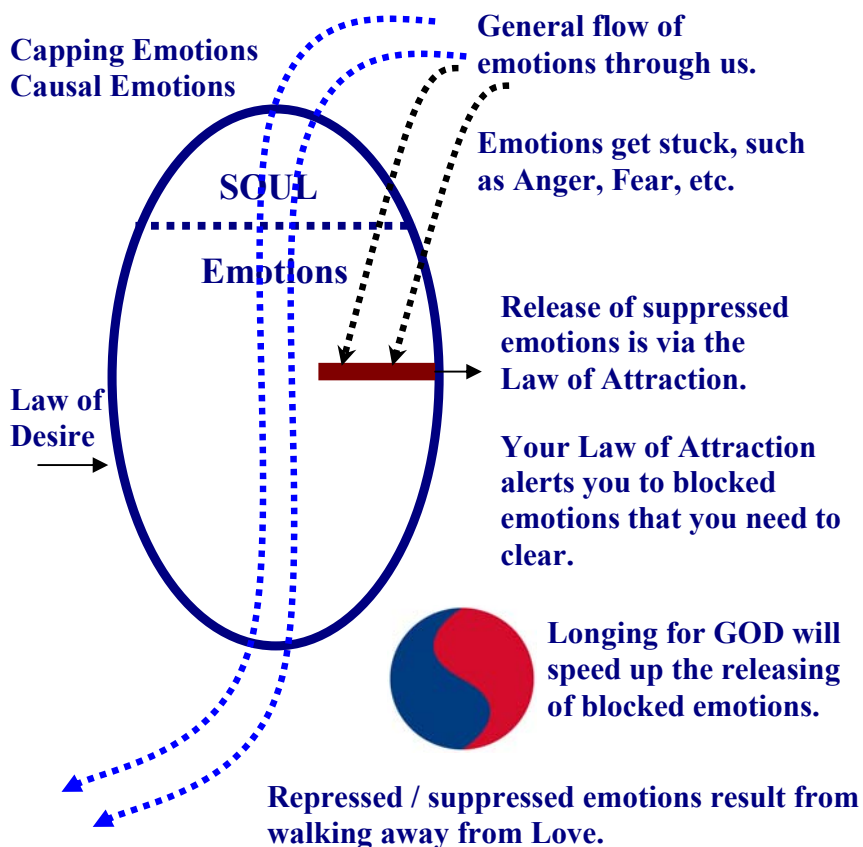 Capping Emotions
Causal Emotions
General flow of
emotions through us.
Emotions get stuck, such
as Anger, Fear, etc.
SOUL
Emotions
Release of suppressed
emotions is via the
Law of Attraction.
Law of
Desire
Your Law of Attraction
alerts you to blocked
emotions that you need to
clear.
Longing for GOD will
speed up the releasing
of blocked emotions.
Repressed / suppressed emotions result from
walking away from Love.